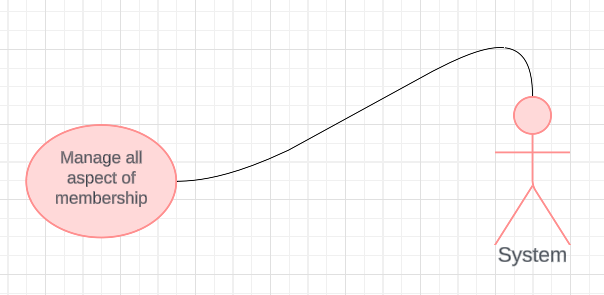 Manage all
aspect of
membership
System